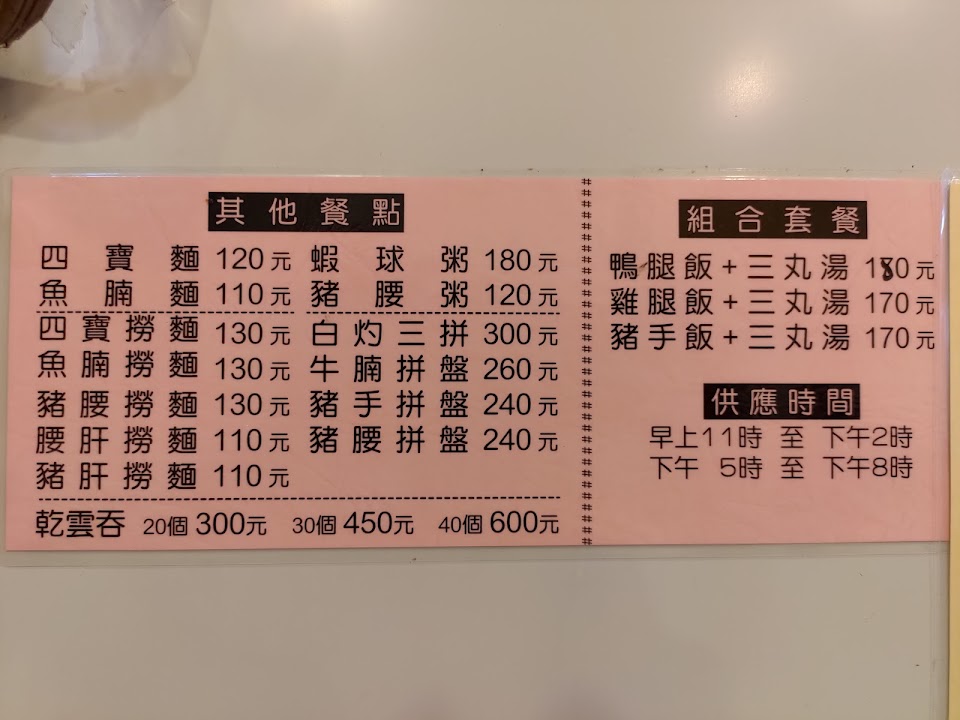 其他餐點
四寶麵 120元
魚腩麵 110元
四寶撈麵 130元
魚腩撈麵 130元
豬腰撈麵 130元
腰肝撈麵 110元
豬肝撈麵 110元
蝦球粥 180元
豬腰粥 120元
白灼三拼 300元
牛腩拼盤 260元
豬手拼盤 240元
豬腰拼盤 240元
乾雲吞 20個 300元 30個 450元 40個 600元
組合套餐
鴨腿飯+三丸湯 180元
雞腿飯+三丸湯 170元
豬手飯+三丸湯 170元
供應時間
早上11時 至 下午2時
下午 5時 至 下午8時